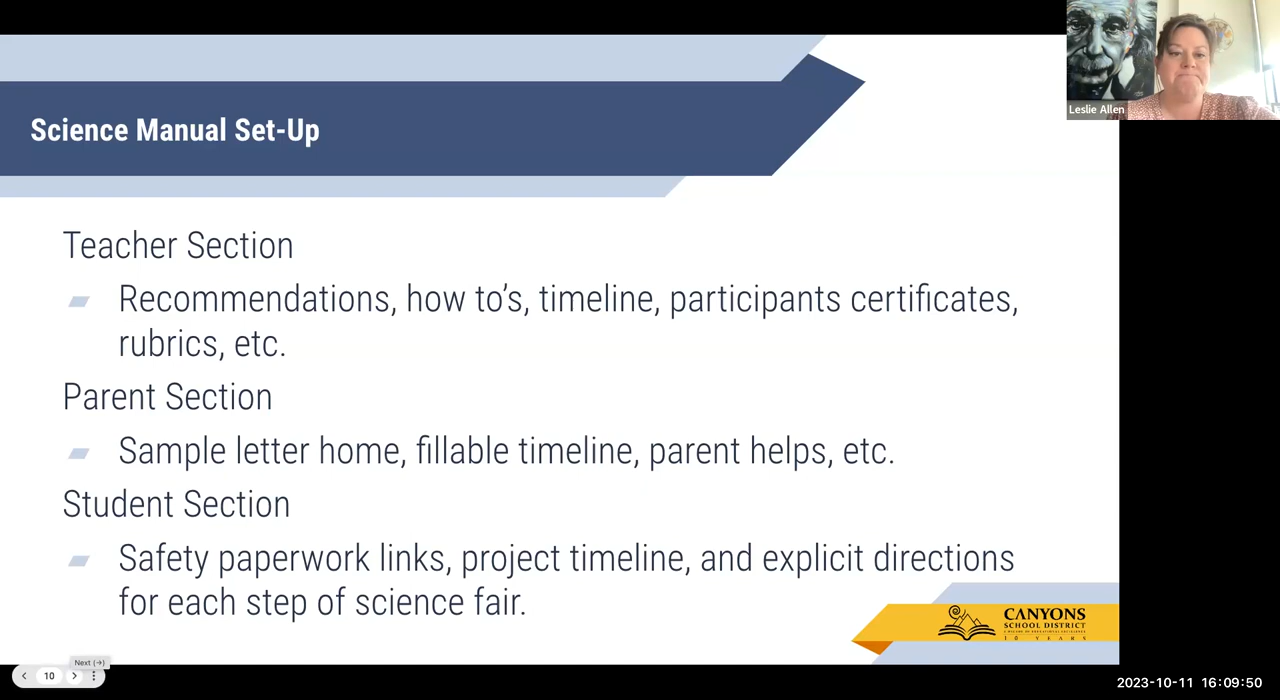 Leslie Allen
Science Manual Set-Up
Teacher Section
Recommendations, how to's, timeline, participants certificates,
rubrics, etc.
Parent Section
Sample letter home, fillable timeline, parent helps, etc.
Student Section
Safety paperwork links, project timeline, and explicit directions
for each step of science fair.
CANYONS
SCHOOL DISTRICT
10 YEARS
Next (→)
10
2023-10-11 16:09:50